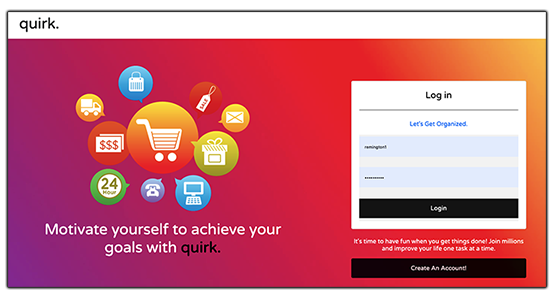 quirk.
SALE
$$$
24
Hour
Motivate yourself to achieve your
goals with quirk.
Log in
Let's Get Organized.
remington1
••••••••••
Login
It's time to have fun when you get things done! Join millions
and improve your life one task at a time.
Create An Account!